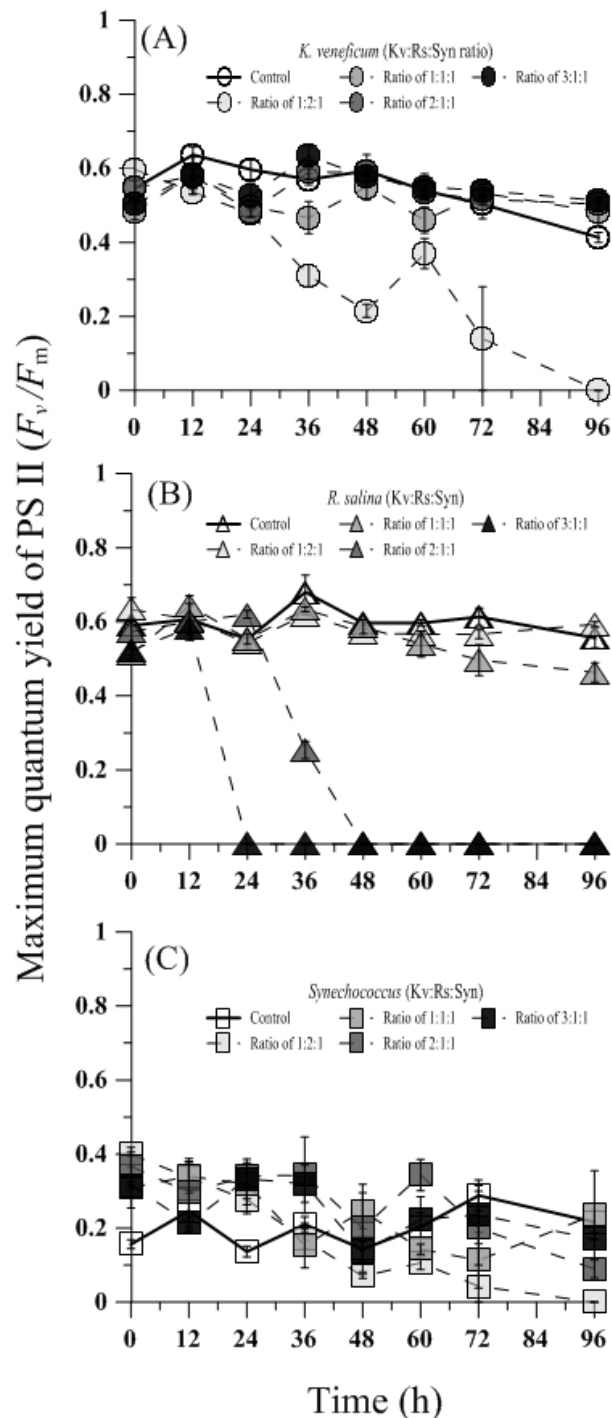 Maximum quantum yield of PS II (Fv/Fm)
(A)
K. veneficum (Kv:Rs:Syn ratio)
Control Ratio of 1:1:1 Ratio of 3:1:1
Ratio of 1:2:1 Ratio of 2:1:1
1
0.8
0.6
0.4
0.2
0
0 12 24 36 48 60 72 84 96
(B)
R. salina (Kv:Rs:Syn)
Control Ratio of 1:1:1 Ratio of 3:1:1
Ratio of 1:2:1 Ratio of 2:1:1
1
0.8
0.6
0.4
0.2
0
0 12 24 36 48 60 72 84 96
(C)
Synechococcus (Kv:Rs:Syn)
Control Ratio of 1:1:1 Ratio of 3:1:1
Ratio of 1:2:1 Ratio of 2:1:1
1
0.8
0.6
0.4
0.2
0
0 12 24 36 48 60 72 84 96
Time (h)